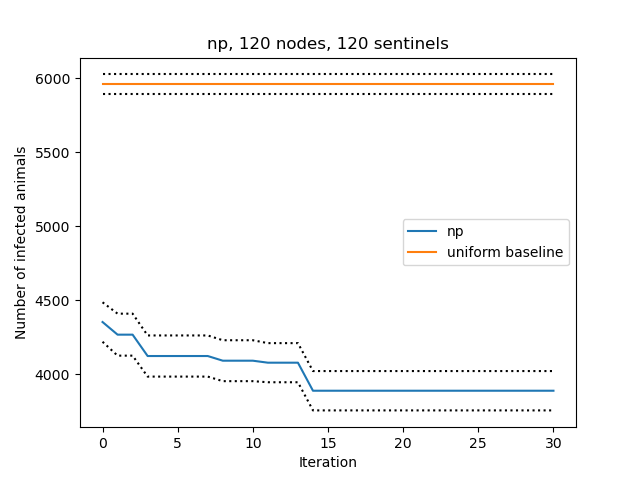 np, 120 nodes, 120 sentinels
Number of infected animals
6000
5500
5000
4500
4000
np
uniform baseline
0 5 10 15 20 25 30
Iteration